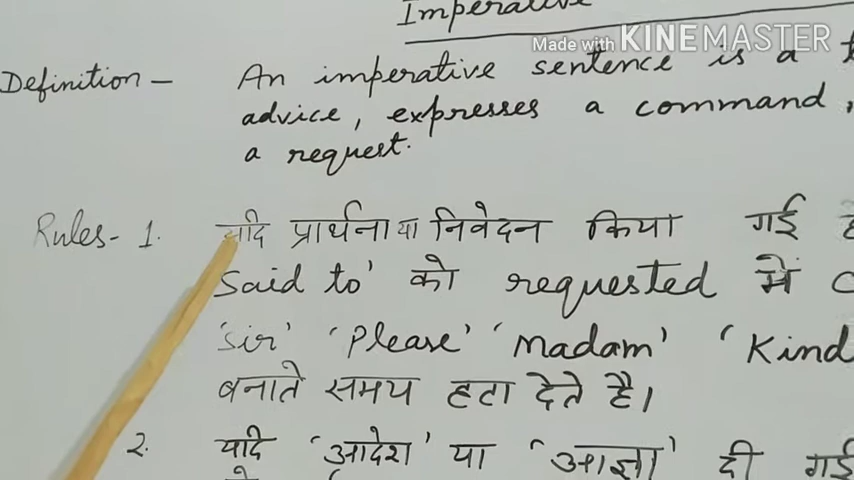 Imperative
Made with KINEMASTER
Definition – An imperative sentence is a
advice, expresses a command,
a request.
Rules- 1. यदि प्रार्थना या निवेदन किया गई
Said to' को requested में
'Sir' 'Please' 'Madam' 'Kind
बनाते समय हटा देते है।
2. यदि 'आदेश' या 'आज्ञा' दी गई